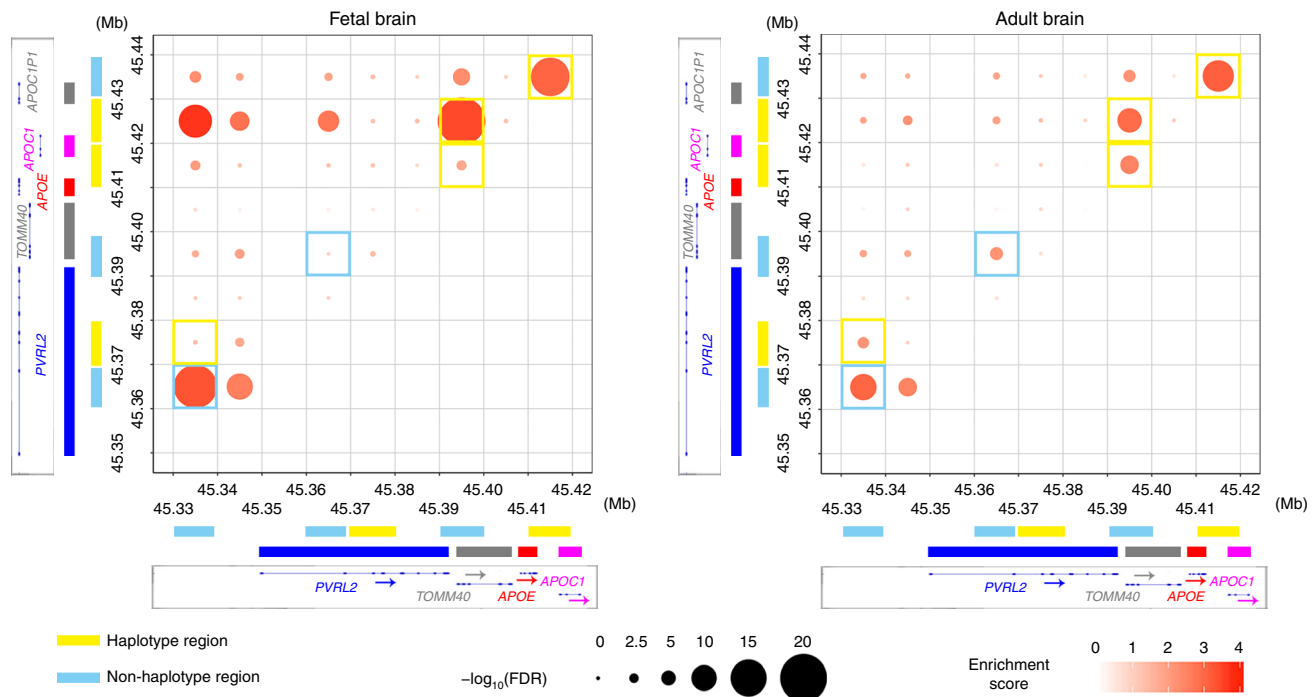 Fetal brain
Adult brain
(Mb)
(Mb)
45.44
45.43
45.42
45.41
45.40
45.39
45.38
45.37
45.36
45.35
APOC1P1
APOC1
APOE
TOMM40
PVRL2
45.44
45.43
45.42
45.41
45.40
45.39
45.38
45.37
45.36
45.35
APOC1P1
APOC1
APOE
TOMM40
PVRL2
45.34 45.36 45.38 45.40 45.42
45.33 45.35 45.37 45.39 45.41 (Mb)
45.34 45.36 45.38 45.40 45.42
45.33 45.35 45.37 45.39 45.41 (Mb)
PVRL2 TOMM40 APOE APOC1
PVRL2 TOMM40 APOE APOC1
Haplotype region
Non-haplotype region
0 2.5 5 10 15 20
−log10(FDR)
0 1 2 3 4
Enrichment
score